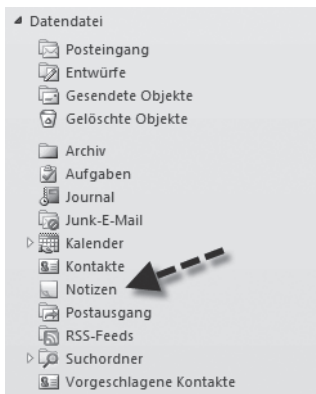 Datendatei
Posteingang
Entwürfe
Gesendete Objekte
Gelöschte Objekte
Archiv
Aufgaben
Journal
Junk-E-Mail
Kalender
Kontakte
Notizen
Postausgang
RSS-Feeds
Suchordner
Vorgeschlagene Kontakte